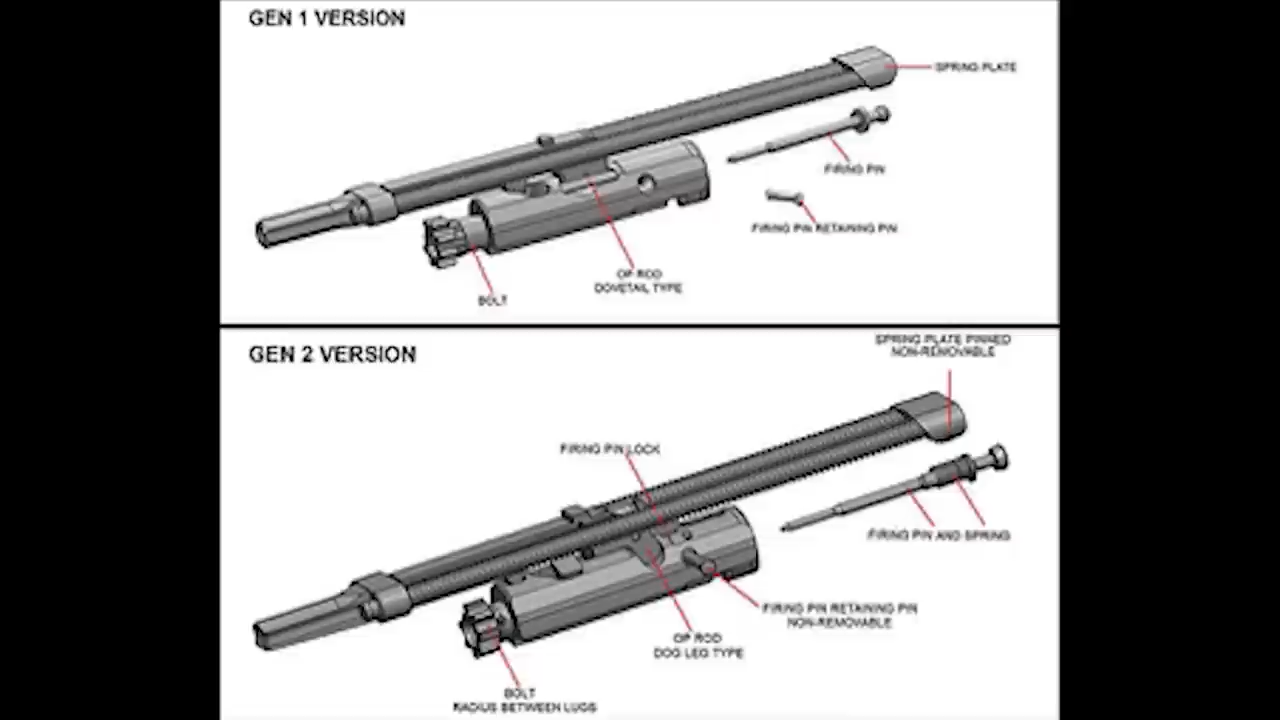 GEN 1 VERSION
SPRING PLATE
FIRING PIN
FIRING PIN RETAINING PIN
OP ROD
DOVETAIL TYPE
BOLT
GEN 2 VERSION
SPRING PLATE PINNED
NON-REMOVABLE
FIRING PIN LOCK
FIRING PIN AND SPRING
FIRING PIN RETAINING PIN
NON-REMOVABLE
OP ROD
DOG LEG TYPE
BOLT
RADIUS BETWEEN LUGS